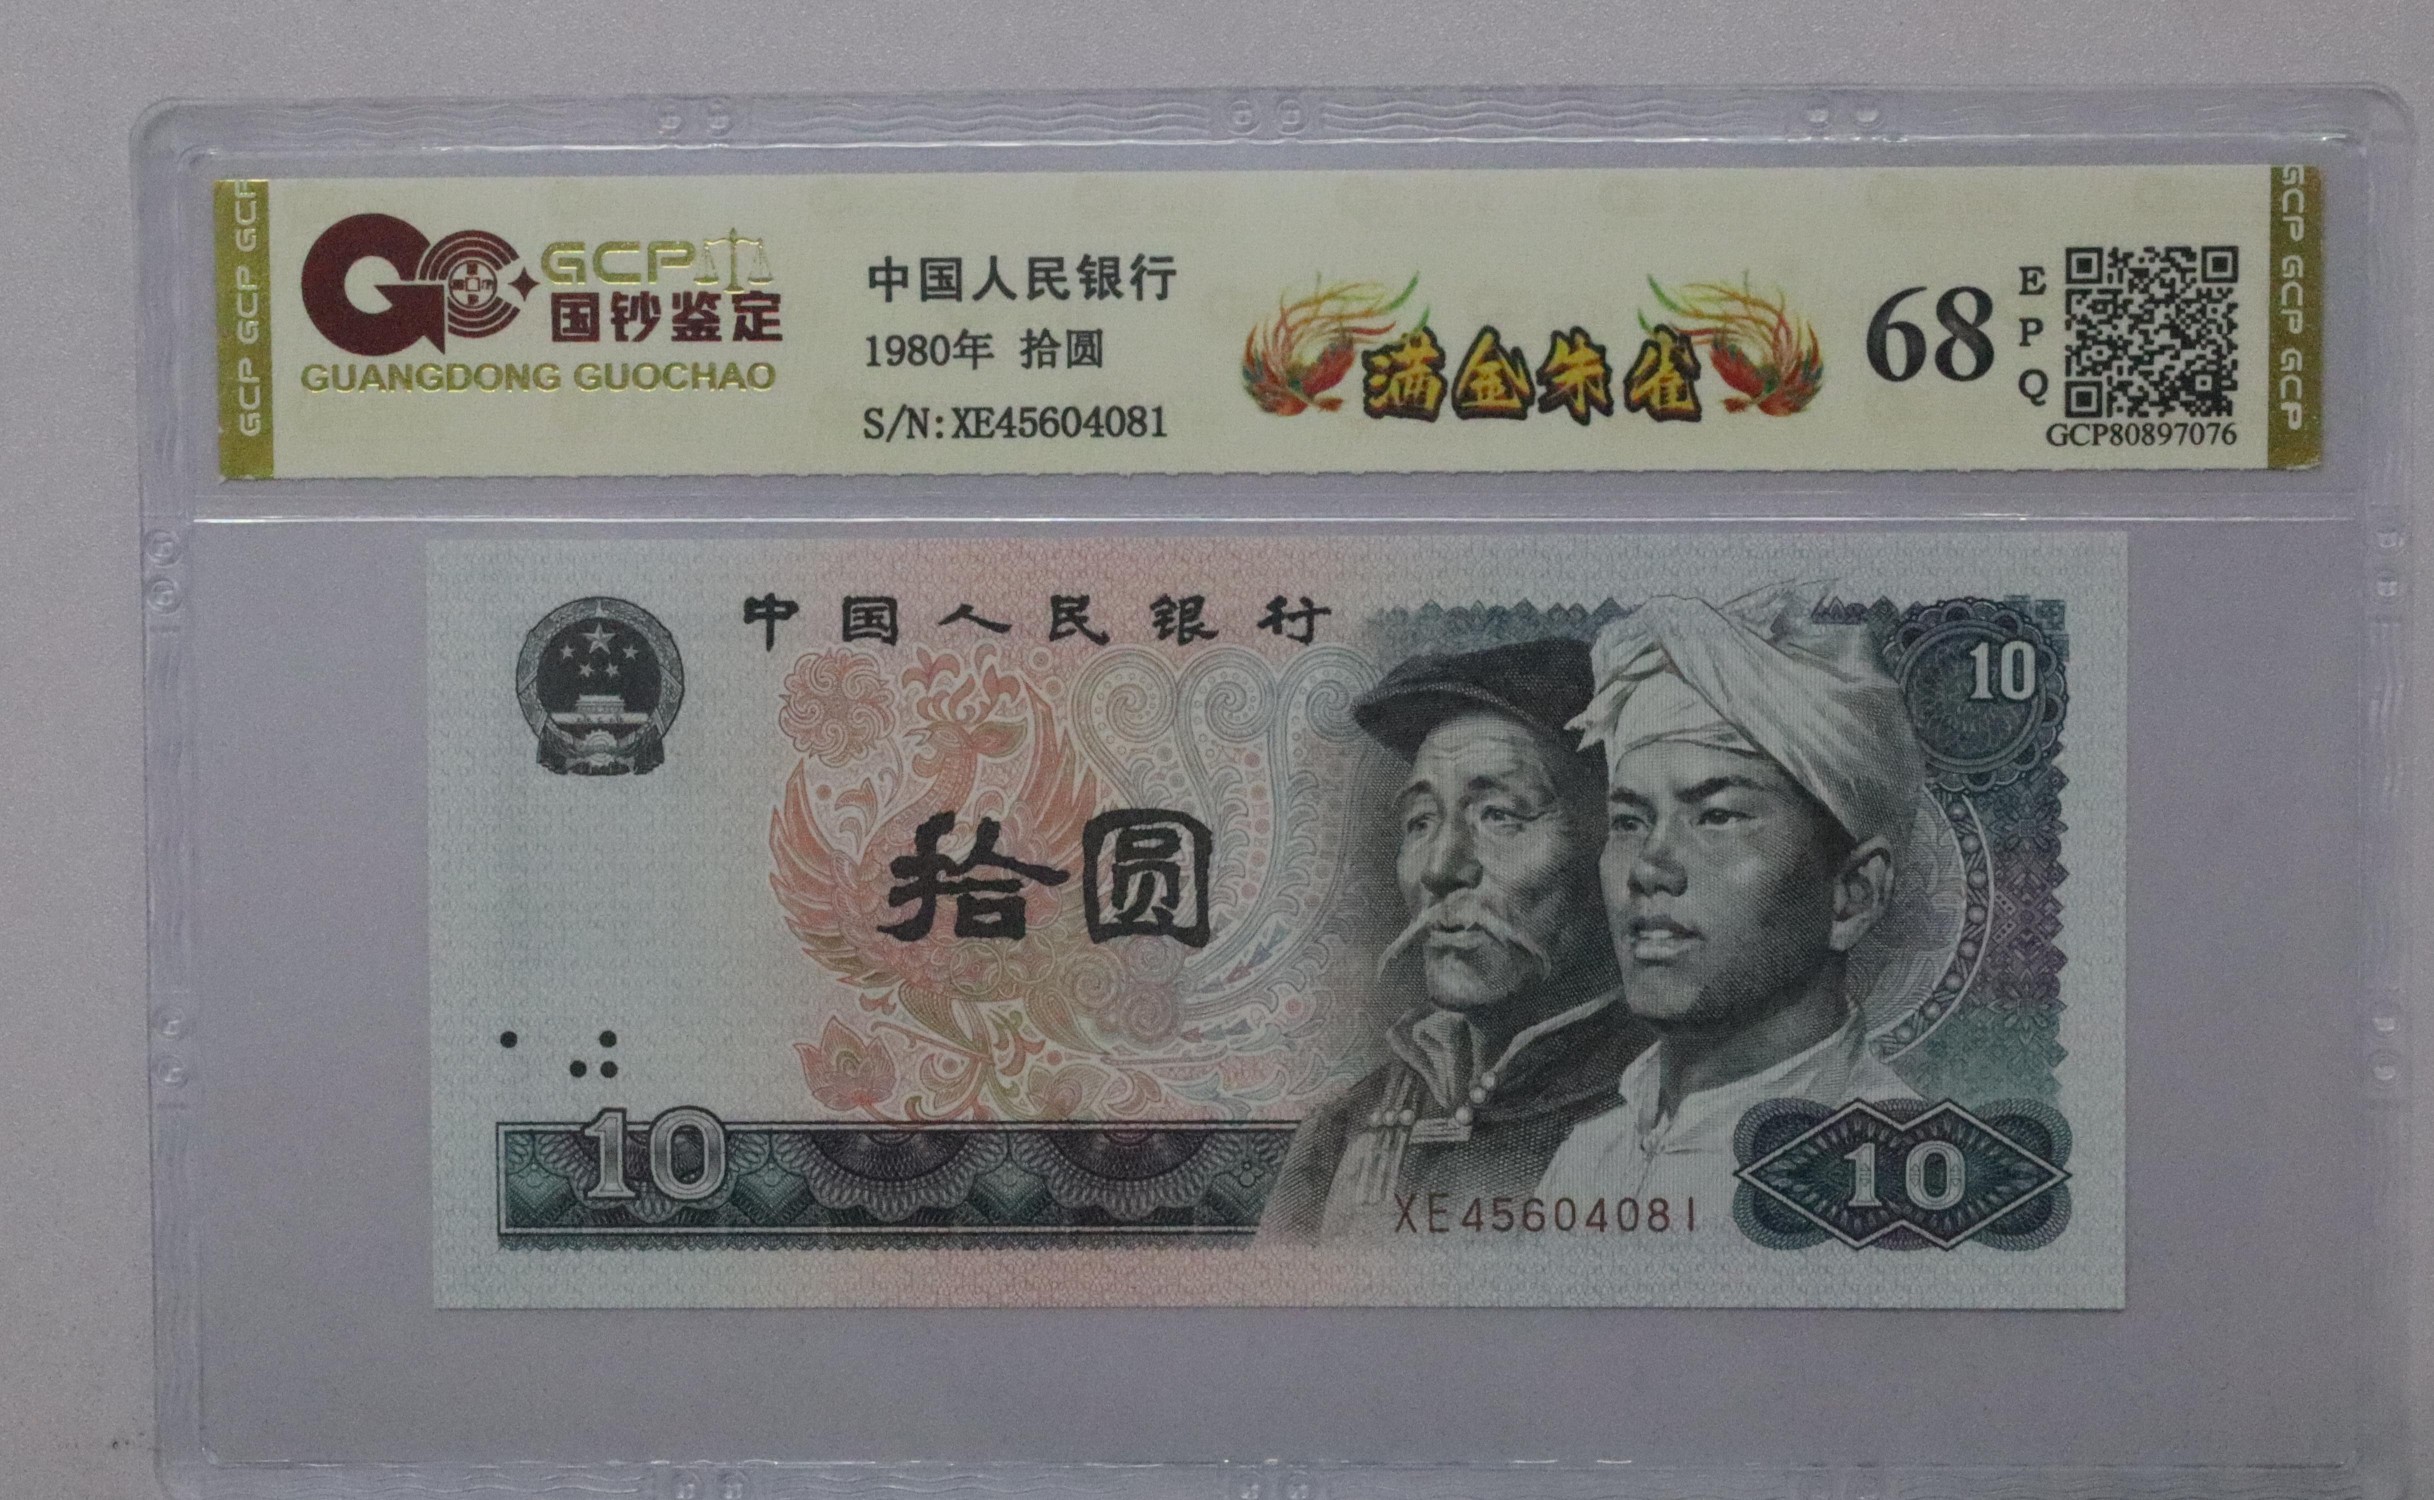 GCP GCP GCP
GCP
国钞鉴定
GUANGDONG GUOCHAO
中国人民银行
1980年 拾圆
S/N:XE45604081
满金朱雀
68
E
P
Q
GCP80897076
GCP GCP GCP
中国人民银行
10
拾圆
10
XE45604081
10